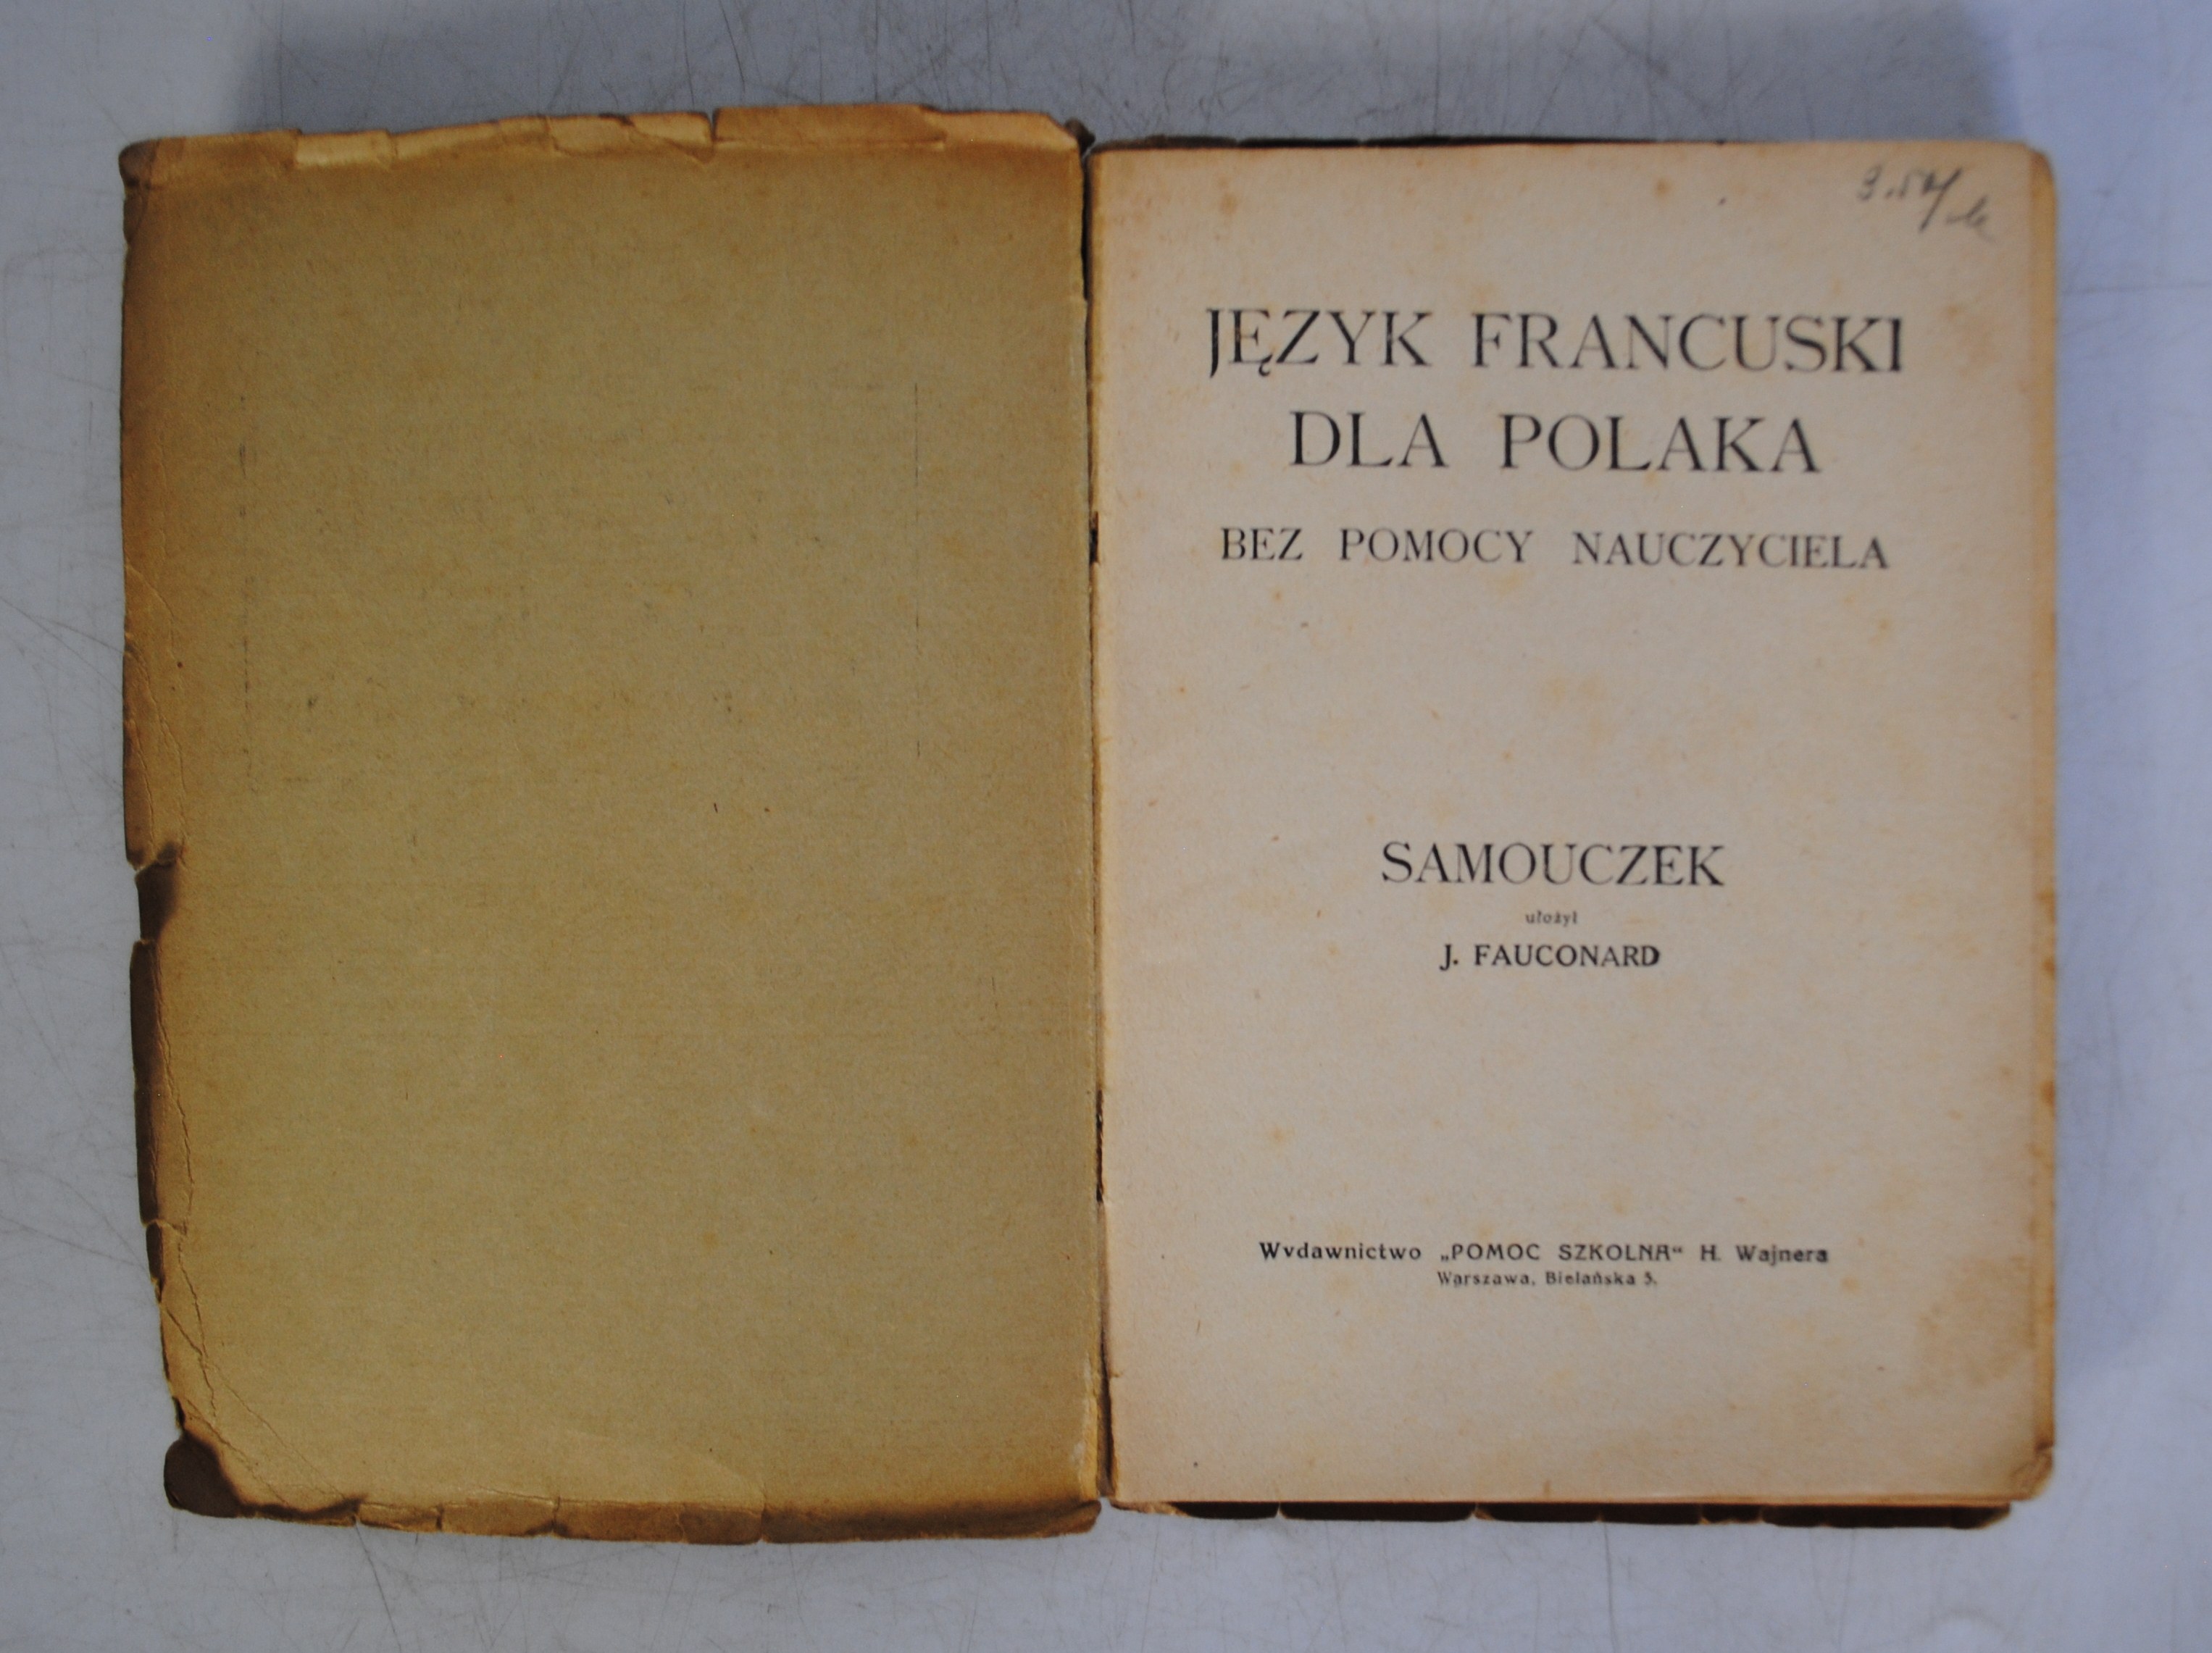 JĘZYK FRANCUSKI
DLA POLAKA
BEZ POMOCY NAUCZYCIELA
SAMOUCZEK
ułożył
J. FAUCONARD
Wydawnictwo „POMOC SZKOLNA“ H. Wajnera
Warszawa, Bielańska 5.